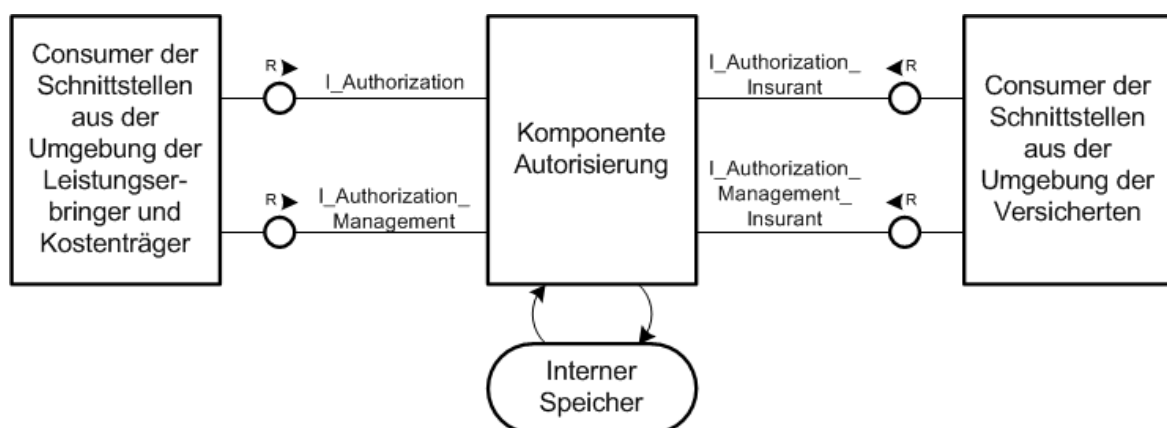 Consumer der
Schnittstellen
aus der
Umgebung der
Leistungser-
bringer und
Kostenträger
R
I_Authorization
R
I_Authorization_
Management
Komponente
Autorisierung
I_Authorization_
Insurant
R
I_Authorization_
Management_
Insurant
R
Consumer der
Schnittstellen
aus der
Umgebung der
Versicherten
Interner
Speicher